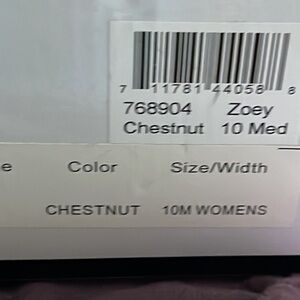 7 11781 44058 8
768904 Zoey
Chestnut 10 Med
e Color Size/Width
CHESTNUT 10M WOMENS